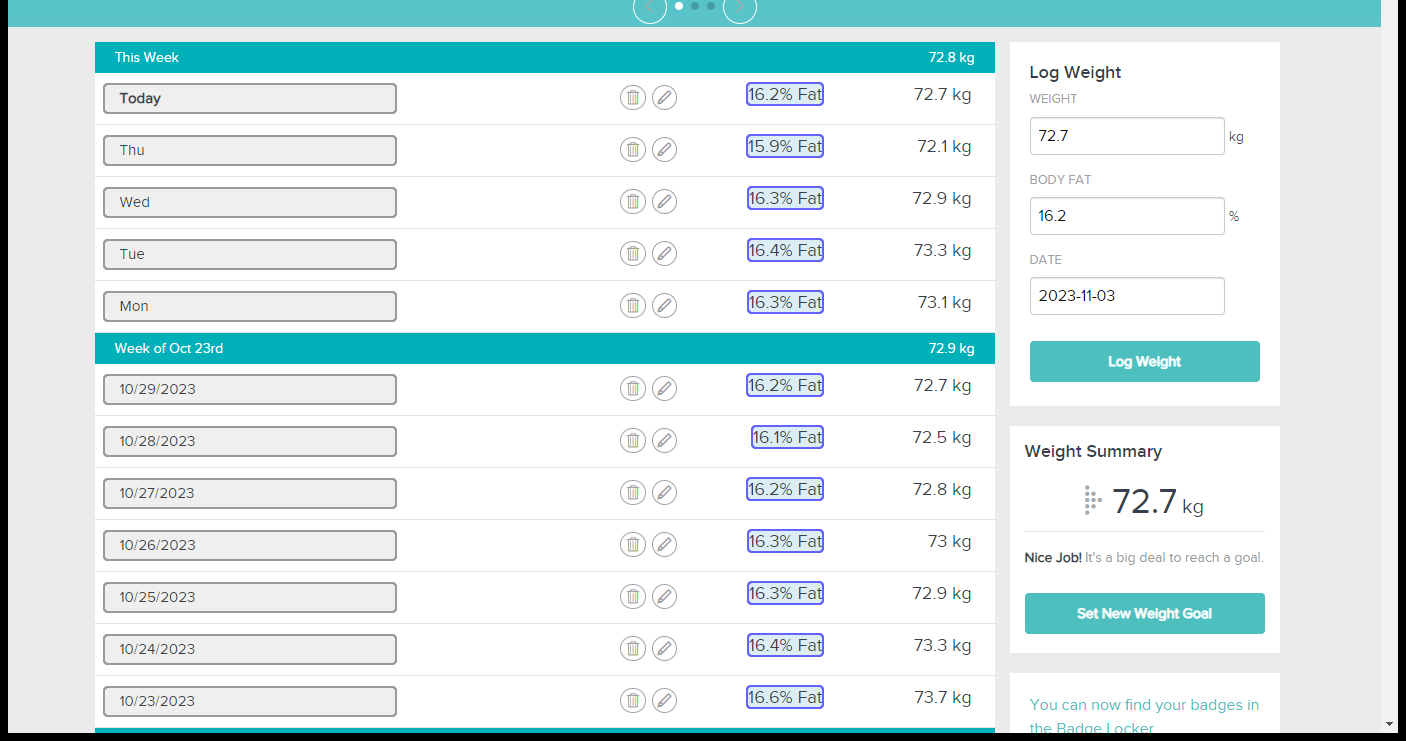 This Week 72.8 kg
Today 16.2% Fat 72.7 kg
Thu 15.9% Fat 72.1 kg
Wed 16.3% Fat 72.9 kg
Tue 16.4% Fat 73.3 kg
Mon 16.3% Fat 73.1 kg
Week of Oct 23rd 72.9 kg
10/29/2023 16.2% Fat 72.7 kg
10/28/2023 16.1% Fat 72.5 kg
10/27/2023 16.2% Fat 72.8 kg
10/26/2023 16.3% Fat 73 kg
10/25/2023 16.3% Fat 72.9 kg
10/24/2023 16.4% Fat 73.3 kg
10/23/2023 16.6% Fat 73.7 kg
Log Weight
WEIGHT
72.7 kg
BODY FAT
16.2 %
DATE
2023-11-03
Log Weight
Weight Summary
72.7 kg
Nice Job! It's a big deal to reach a goal.
Set New Weight Goal
You can now find your badges in
the Badge Locker